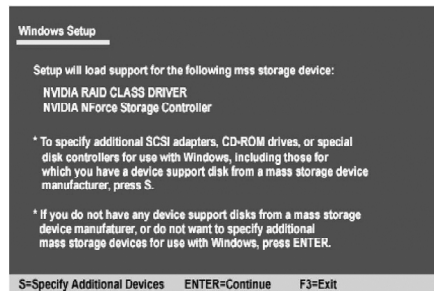 Windows Setup
Setup will load support for the following mss storage device:
NVIDIA RAID CLASS DRIVER
NVIDIA NForce Storage Controller
* To specify additional SCSI adapters, CD-ROM drives, or special
disk controllers for use with Windows, including those for
which you have a device support disk from a mass storage device
manufacturer, press S.
* If you do not have any device support disks from a mass storage
device manufafurer, or do not want to specify additional
mass storage devices for use with Windows, press ENTER.
S=Specify Additional Devices ENTER=Continue F3=Exit